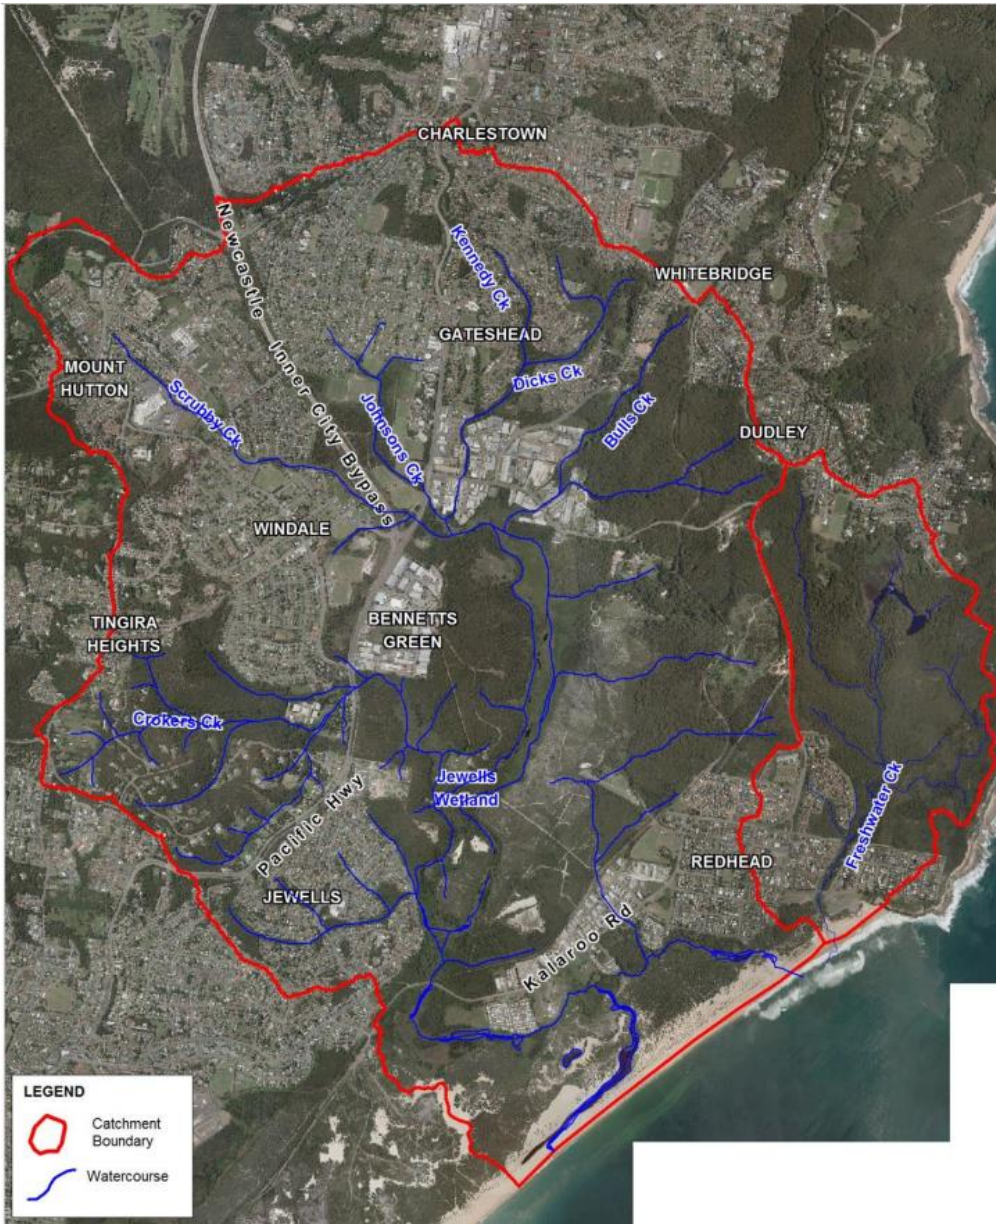 CHARLESTOWN
Newcastle Inner City Bypass
Kennedy Ck
WHITEBRIDGE
GATESHEAD
MOUNT
HUTTON
Dicks Ck
Scrubby Ck
Johnsons Ck
Bulls Ck
DUDLEY
WINDALE
BENNETTS
GREEN
TINGIRA
HEIGHTS
Crokers Ck
Jewells
Wetland
Pacific Hwy
Freshwater Ck
REDHEAD
JEWELLS
Kalaroo Rd
LEGEND
Catchment
Boundary
Watercourse